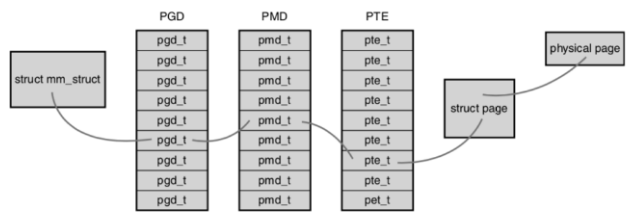 PGD PMD PTE
pgd_t pmd_t pte_t
physical page
pgd_t pmd_t pte_t
struct mm_struct
pgd_t pmd_t pte_t
pgd_t pmd_t pte_t
struct page
pgd_t pmd_t pte_t
pgd_t pmd_t pte_t
pgd_t pmd_t pte_t
pgd_t pmd_t pte_t
pgd_t pmd_t pet_t